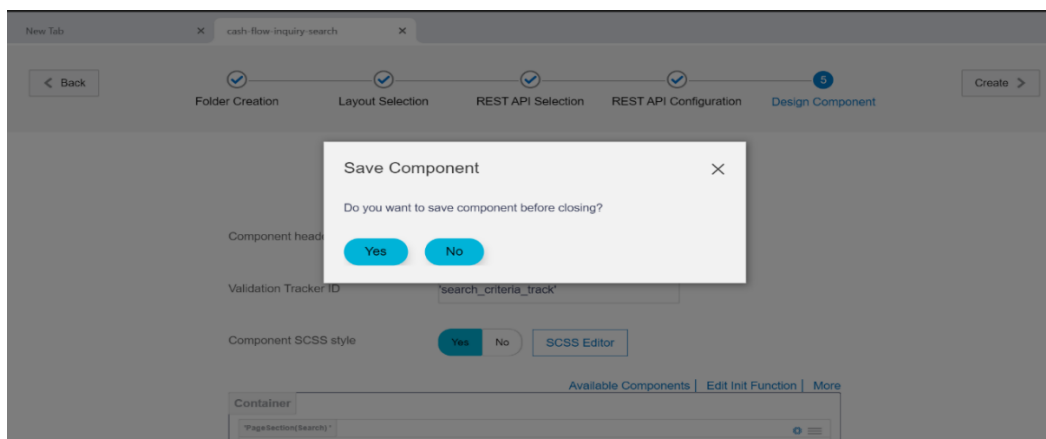 New Tab
cash-flow-inquiry-search
Back
Folder Creation
Layout Selection
REST API Selection
REST API Configuration
5
Design Component
Create
Save Component
Do you want to save component before closing?
Yes
No
Component heade
Validation Tracker ID
'search_criteria_track'
Component SCSS style
Yes
No
SCSS Editor
Available Components | Edit Init Function | More
Container
'PageSection(Search) '